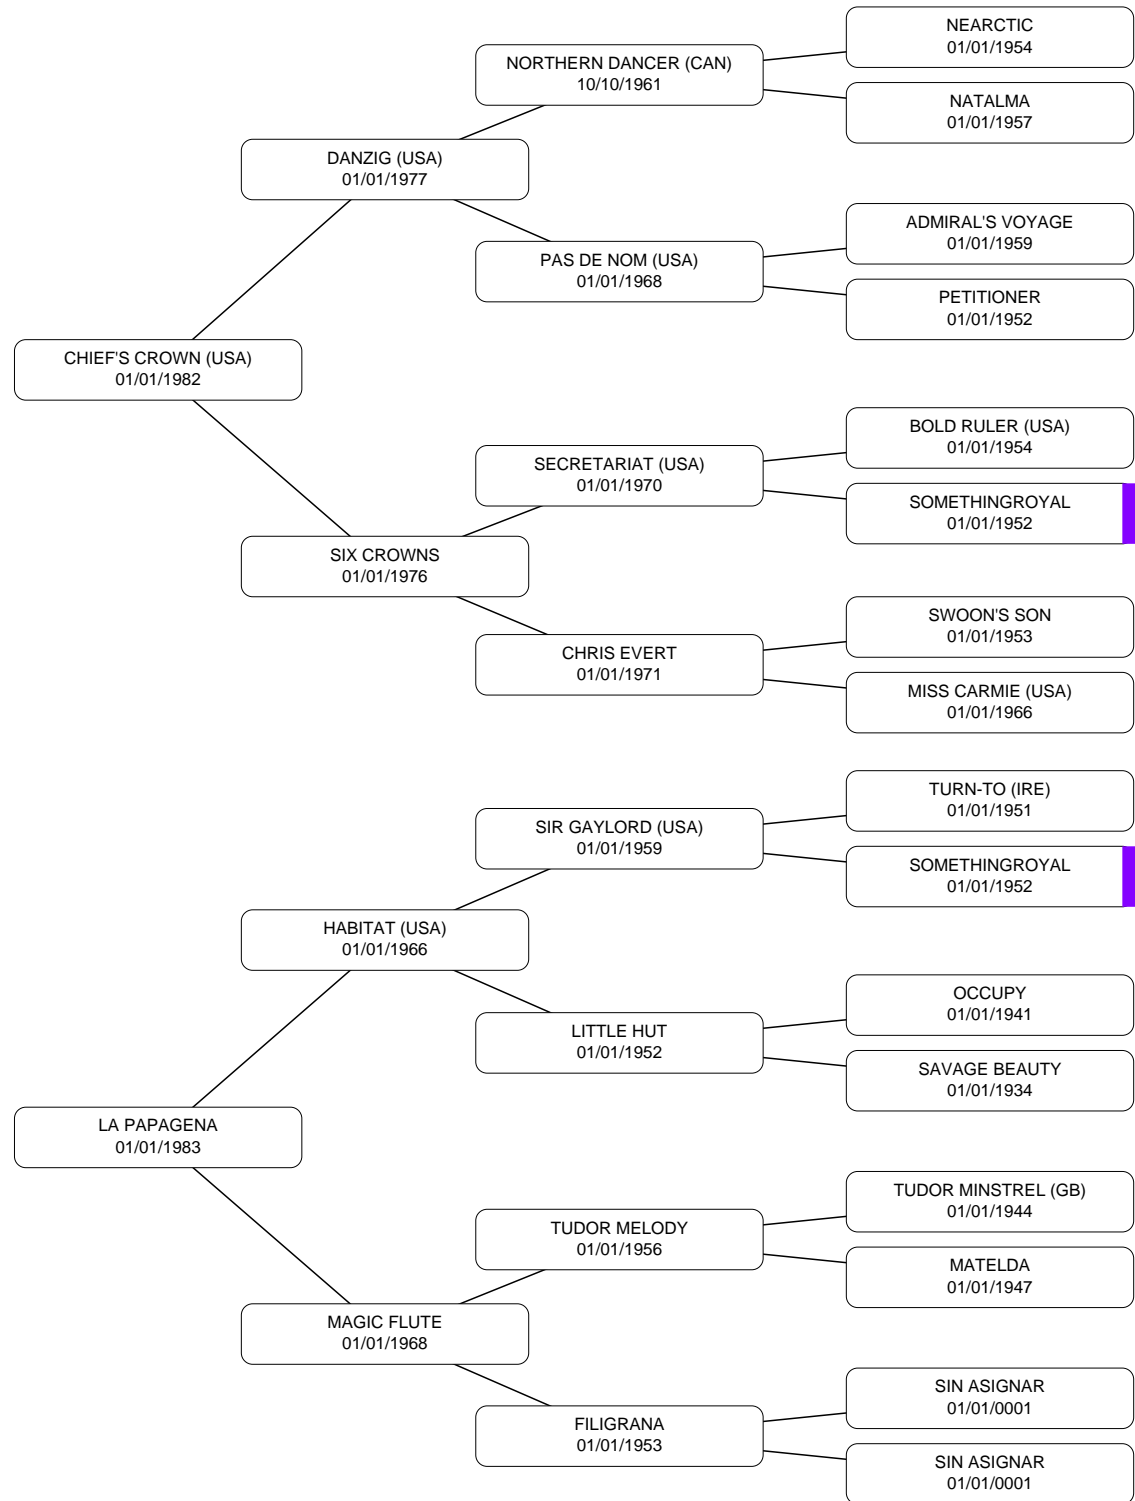 NEARCTIC
01/01/1954
NORTHERN DANCER (CAN)
10/10/1961
NATALMA
01/01/1957
DANZIG (USA)
01/01/1977
ADMIRAL'S VOYAGE
01/01/1959
PAS DE NOM (USA)
01/01/1968
PETITIONER
01/01/1952
CHIEF'S CROWN (USA)
01/01/1982
BOLD RULER (USA)
01/01/1954
SECRETARIAT (USA)
01/01/1970
SOMETHINGROYAL
01/01/1952
SIX CROWNS
01/01/1976
SWOON'S SON
01/01/1953
CHRIS EVERT
01/01/1971
MISS CARMIE (USA)
01/01/1966
TURN-TO (IRE)
01/01/1951
SIR GAYLORD (USA)
01/01/1959
SOMETHINGROYAL
01/01/1952
HABITAT (USA)
01/01/1966
OCCUPY
01/01/1941
LITTLE HUT
01/01/1952
SAVAGE BEAUTY
01/01/1934
LA PAPAGENA
01/01/1983
TUDOR MINSTREL (GB)
01/01/1944
TUDOR MELODY
01/01/1956
MATELDA
01/01/1947
MAGIC FLUTE
01/01/1968
SIN ASIGNAR
01/01/0001
FILIGRANA
01/01/1953
SIN ASIGNAR
01/01/0001